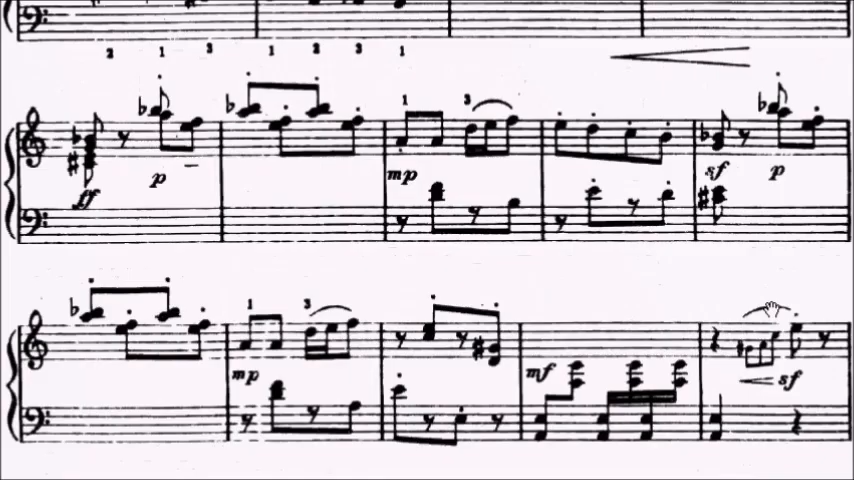 2 1 3 1 2 3 1
1 3
ff p mp sf p
1 3
mp mf sf